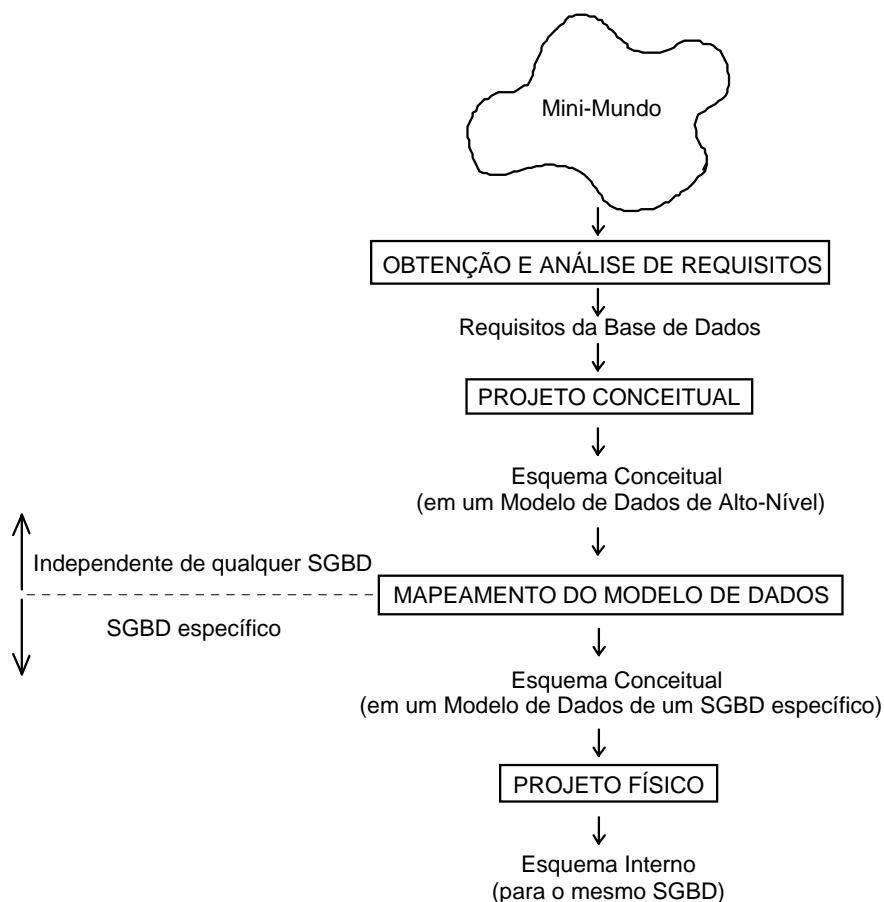 Mini-Mundo
OBTENÇÃO E ANÁLISE DE REQUISITOS
Requisitos da Base de Dados
PROJETO CONCEITUAL
Esquema Conceitual
(em um Modelo de Dados de Alto-Nível)
Independente de qualquer SGBD
MAPEAMENTO DO MODELO DE DADOS
SGBD específico
Esquema Conceitual
(em um Modelo de Dados de um SGBD específico)
PROJETO FÍSICO
Esquema Interno
(para o mesmo SGBD)